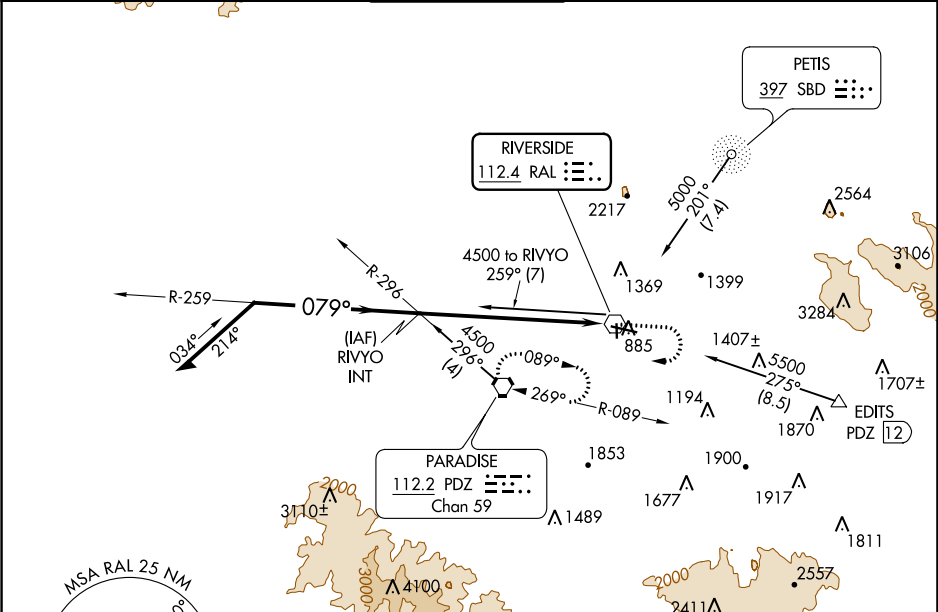 PETIS
397 SBD
RIVERSIDE
112.4 RAL
5000
201°
(7.4)
2217
2564
3106
2000
4500 to RIVYO
259° (7)
R-296
R-259
079°
1369
1399
3284
034°
214°
(IAF)
RIVYO
INT
4500
296°
(4)
885
1407±
5500
275°
(8.5)
1707±
089°
269°
R-089
1194
EDITS
PDZ 12
1870
PARADISE
112.2 PDZ
Chan 59
1853
1900
1677
1917
2000
3110±
1489
1811
MSA RAL 25 NM
3000
4100
2000
2557
2411